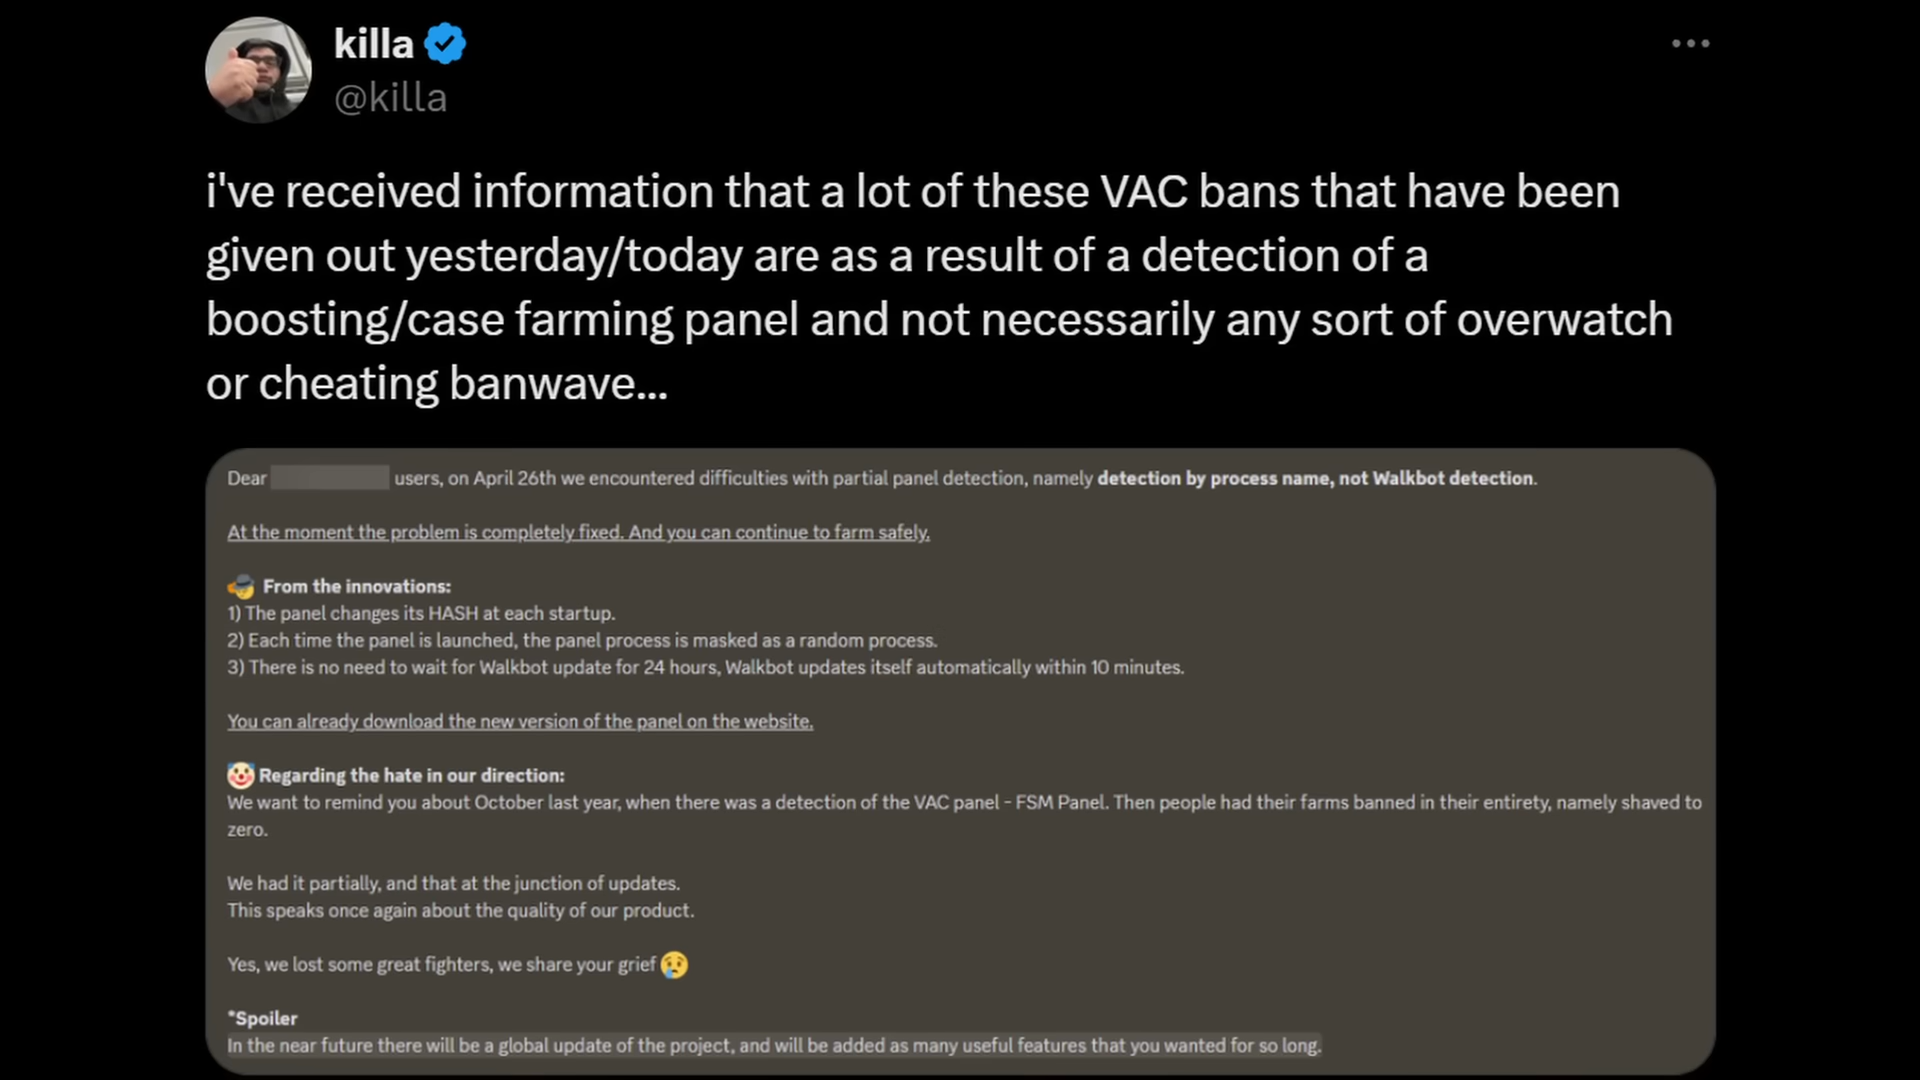 killa
@killa
i've received information that a lot of these VAC bans that have been
given out yesterday/today are as a result of a detection of a
boosting/case farming panel and not necessarily any sort of overwatch
or cheating banwave...
Dear users, on April 26th we encountered difficulties with partial panel detection, namely detection by process name, not Walkbot detection.
At the moment the problem is completely fixed. And you can continue to farm safely.
From the innovations:
1) The panel changes its HASH at each startup.
2) Each time the panel is launched, the panel process is masked as a random process.
3) There is no need to wait for Walkbot update for 24 hours, Walkbot updates itself automatically within 10 minutes.
You can already download the new version of the panel on the website.
🤡 Regarding the hate in our direction:
We want to remind you about October last year, when there was a detection of the VAC panel - FSM Panel. Then people had their farms banned in their entirety, namely shaved to
zero.
We had it partially, and that at the junction of updates.
This speaks once again about the quality of our product.
Yes, we lost some great fighters, we share your grief 😢
*Spoiler
In the near future there will be a global update of the project, and will be added as many useful features that you wanted for so long.